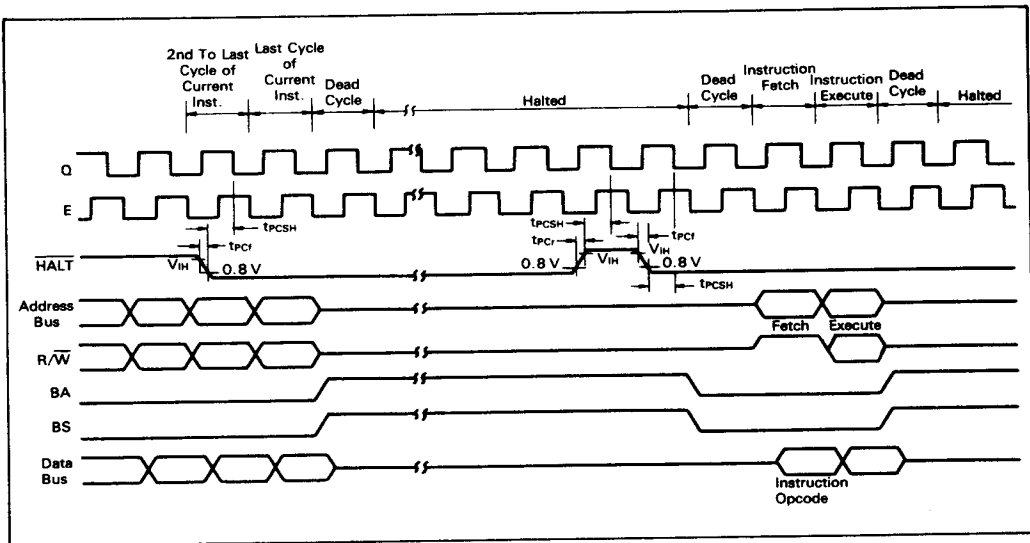 2nd To Last
Cycle of
Current
Inst.
Last Cycle
of
Current
Inst.
Dead
Cycle
Halted
Dead
Cycle
Instruction
Fetch
Instruction
Execute
Dead
Cycle
Halted
Q
E
tPCSH
tPCf
HALT
VIH
0.8 V
tPCSH
tPCr
0.8 V
VIH
tPCf
VIH
0.8 V
tPCSH
Address
Bus
Fetch
Execute
R/W
BA
BS
Data
Bus
Instruction
Opcode